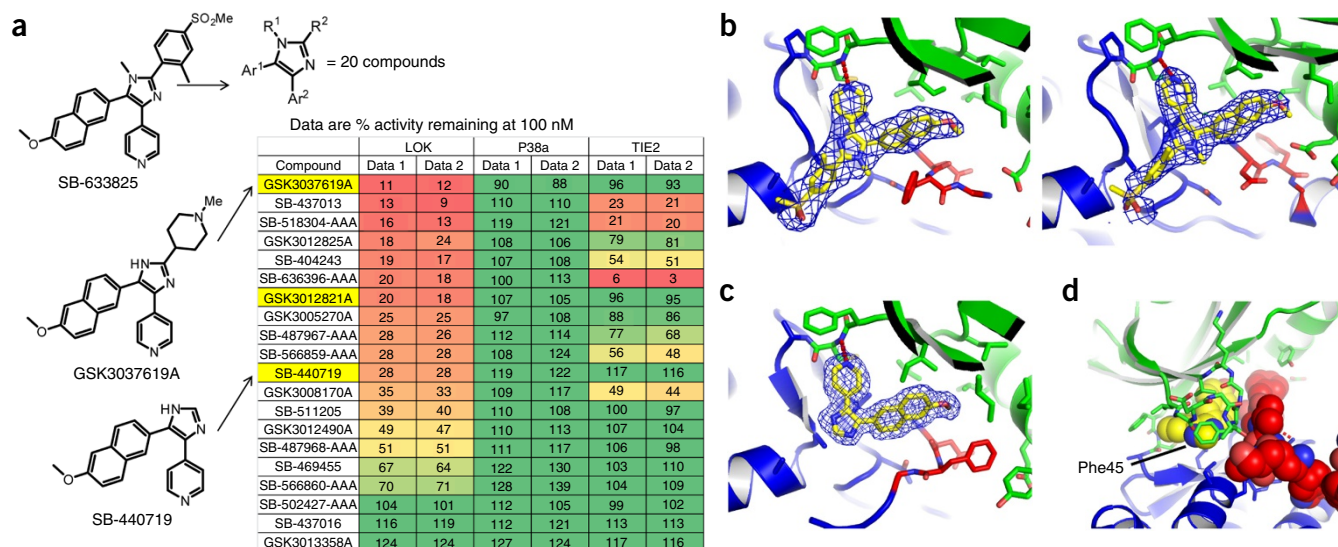 a
SO2Me
N
N
O
N
SB-633825
R1
R2
N
Ar1
N
Ar2
= 20 compounds
Data are % activity remaining at 100 nM
LOK P38a TIE2
Compound Data 1 Data 2 Data 1 Data 2 Data 1 Data 2
GSK3037619A 11 12 90 88 96 93
SB-437013 13 9 110 110 23 21
SB-518304-AAA 16 13 119 121 21 20
GSK3012825A 18 24 108 106 79 81
SB-404243 19 17 107 108 54 51
SB-636396-AAA 20 18 100 113 6 3
GSK3012821A 20 18 107 105 96 95
GSK3005270A 25 25 97 108 88 86
SB-487967-AAA 28 26 112 114 77 68
SB-566859-AAA 28 28 108 124 56 48
SB-440719 28 28 119 122 117 116
GSK3008170A 35 33 109 117 49 44
SB-511205 39 40 110 108 100 97
GSK3012490A 49 47 110 113 107 104
SB-487968-AAA 51 51 111 117 106 98
SB-469455 67 64 122 130 103 110
SB-566860-AAA 70 71 128 139 104 109
SB-502427-AAA 104 101 112 105 99 102
SB-437016 116 119 112 121 113 113
GSK3013358A 124 124 127 124 117 116
N
Me
HN
N
O
N
GSK3037619A
HN
N
O
N
SB-440719
b
c
d
Phe45